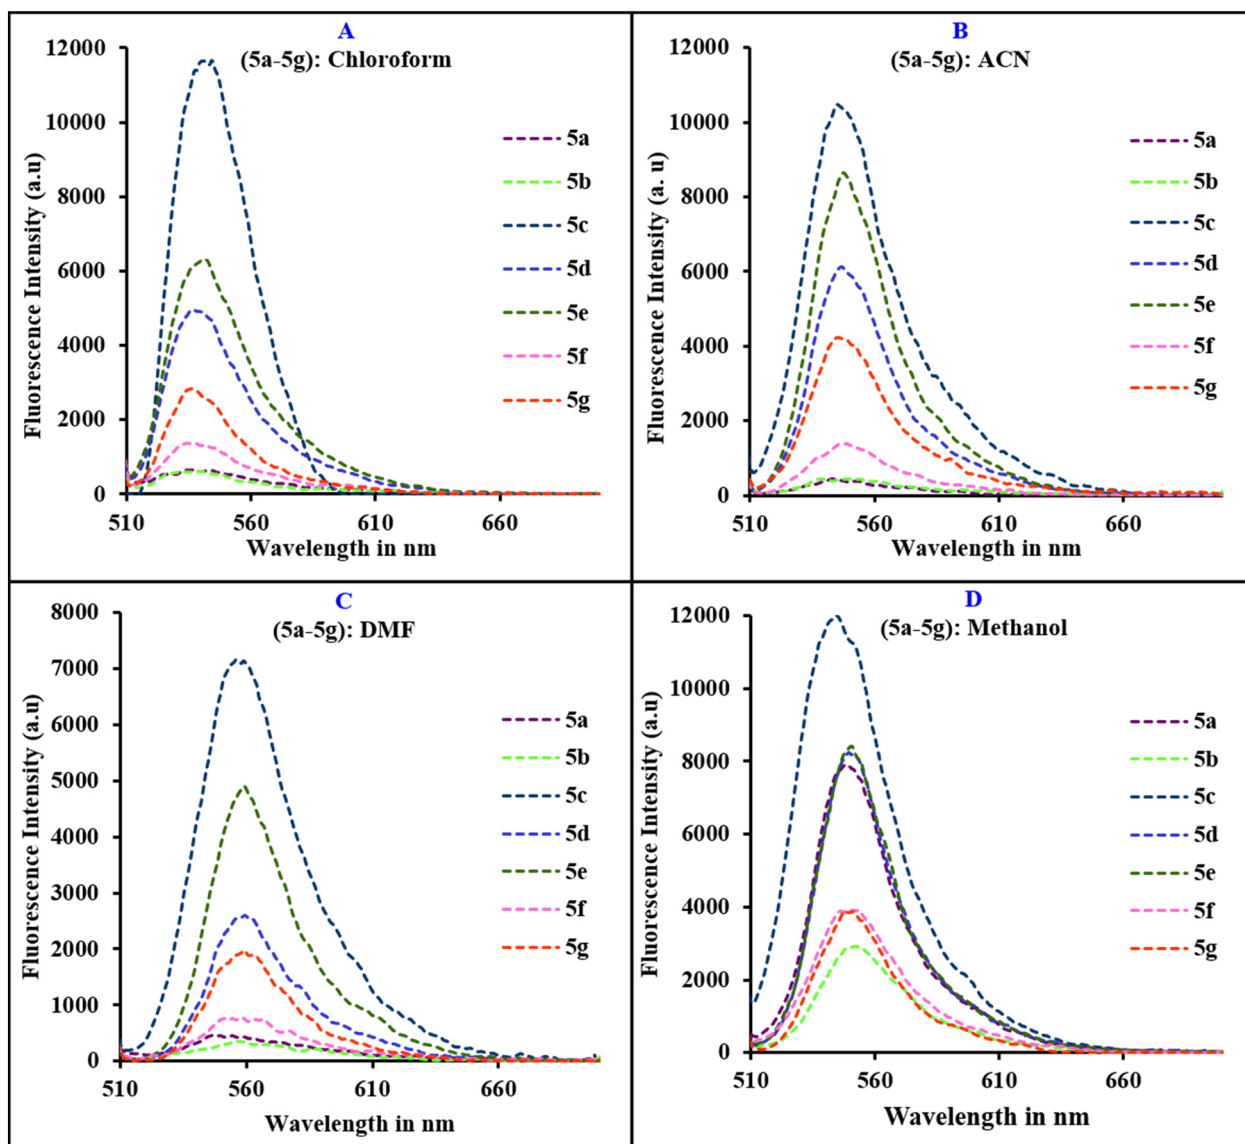 A
(5a-5g): Chloroform
Fluorescence Intensity (a.u)
12000
10000
8000
6000
4000
2000
0
510
560
610
660
Wavelength in nm
5a
5b
5c
5d
5e
5f
5g
B
(5a-5g): ACN
Fluorescence Intensity (a. u)
12000
10000
8000
6000
4000
2000
0
510
560
610
660
Wavelength in nm
5a
5b
5c
5d
5e
5f
5g
C
(5a-5g): DMF
Fluorescence Intensity (a.u)
8000
7000
6000
5000
4000
3000
2000
1000
0
510
560
610
660
Wavelength in nm
5a
5b
5c
5d
5e
5f
5g
D
(5a-5g): Methanol
Fluorescence Intensity (a.u)
12000
10000
8000
6000
4000
2000
0
510
560
610
660
Wavelength in nm
5a
5b
5c
5d
5e
5f
5g